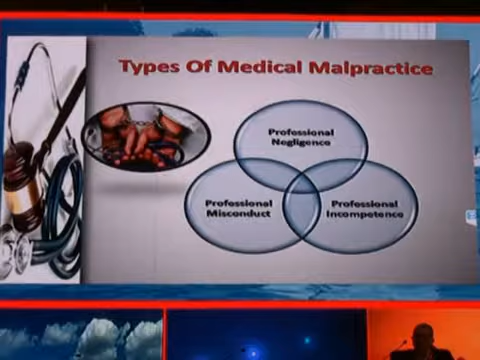 Types Of Medical Malpractice
Professional
Negligence
Professional
Misconduct
Professional
Incompetence